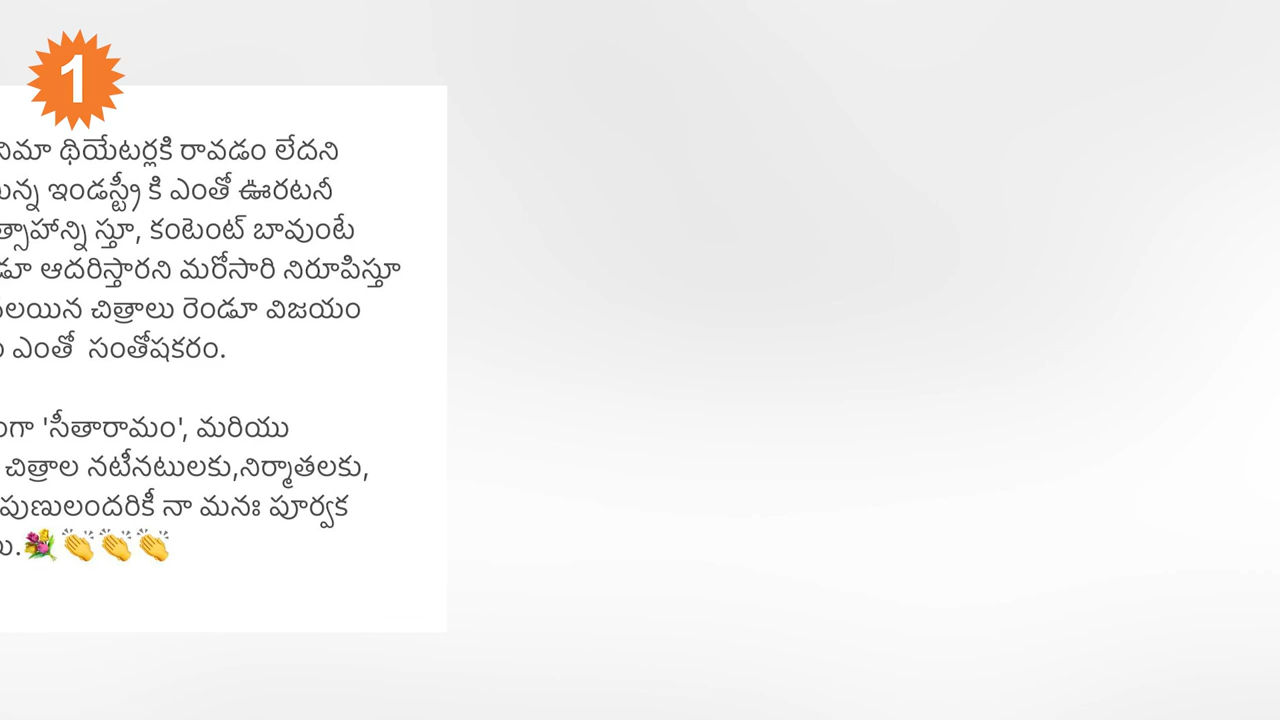 1
నిమా థియేటర్లకి రావడం లేదని
ఇండస్ట్రీ కి ఎంతో ఊరటనీ
త్సాహాన్ని స్తూ, కంటెంట్ బావుంటే
ఆదరిస్తారని మరోసారి నిరూపిస్తూ
లయిన చిత్రాలు రెండూ విజయం
ఎంతో సంతోషకరం.
గా 'సీతారామం', మరియు
చిత్రాల నటీనటులకు,నిర్మాతలకు,
పుణులందరికీ నా మనః పూర్వక
💐👏👏👏